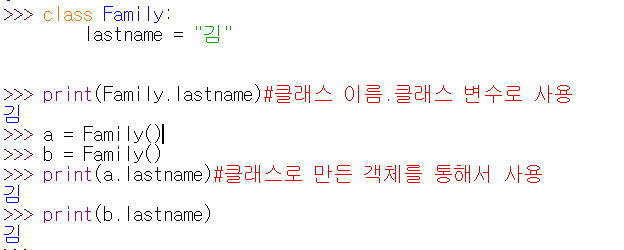 >>> class Family:
        lastname = "김"
>>> print(Family.lastname)#클래스 이름.클래스 변수로 사용
김
>>> a = Family()
>>> b = Family()
>>> print(a.lastname)#클래스로 만든 객체를 통해서 사용
김
>>> print(b.lastname)
김